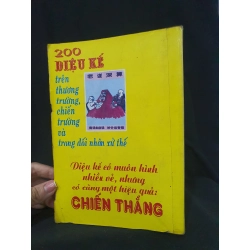 200
DIỆU KẾ
trên
thương
trường,
chiến
trường
và
trong đối nhân xử thế
Diệu kế có muôn hình
nhiều vẻ, nhưng
có cùng một hiệu quả:
CHIẾN THẮNG